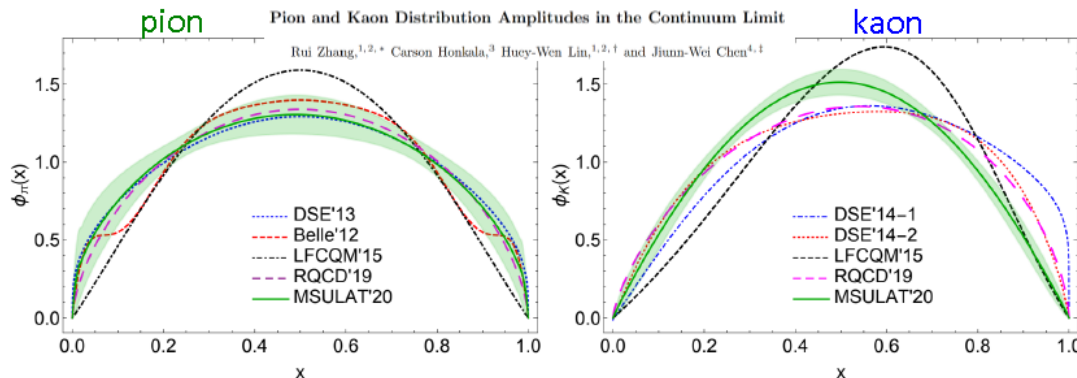 Pion and Kaon Distribution Amplitudes in the Continuum Limit
pion
kaon
Rui Zhang,1, 2, * Carson Honkala,3 Huey-Wen Lin,1, 2, † and Jiunn-Wei Chen4, ‡
1.5
1.0
0.5
0.0
ϕπ(x)
DSE'13
Belle'12
LFCQM'15
RQCD'19
MSULAT'20
0.0 0.2 0.4 0.6 0.8 1.0
x
1.5
1.0
0.5
0.0
ϕK(x)
DSE'14-1
DSE'14-2
LFCQM'15
RQCD'19
MSULAT'20
0.0 0.2 0.4 0.6 0.8 1.0
x